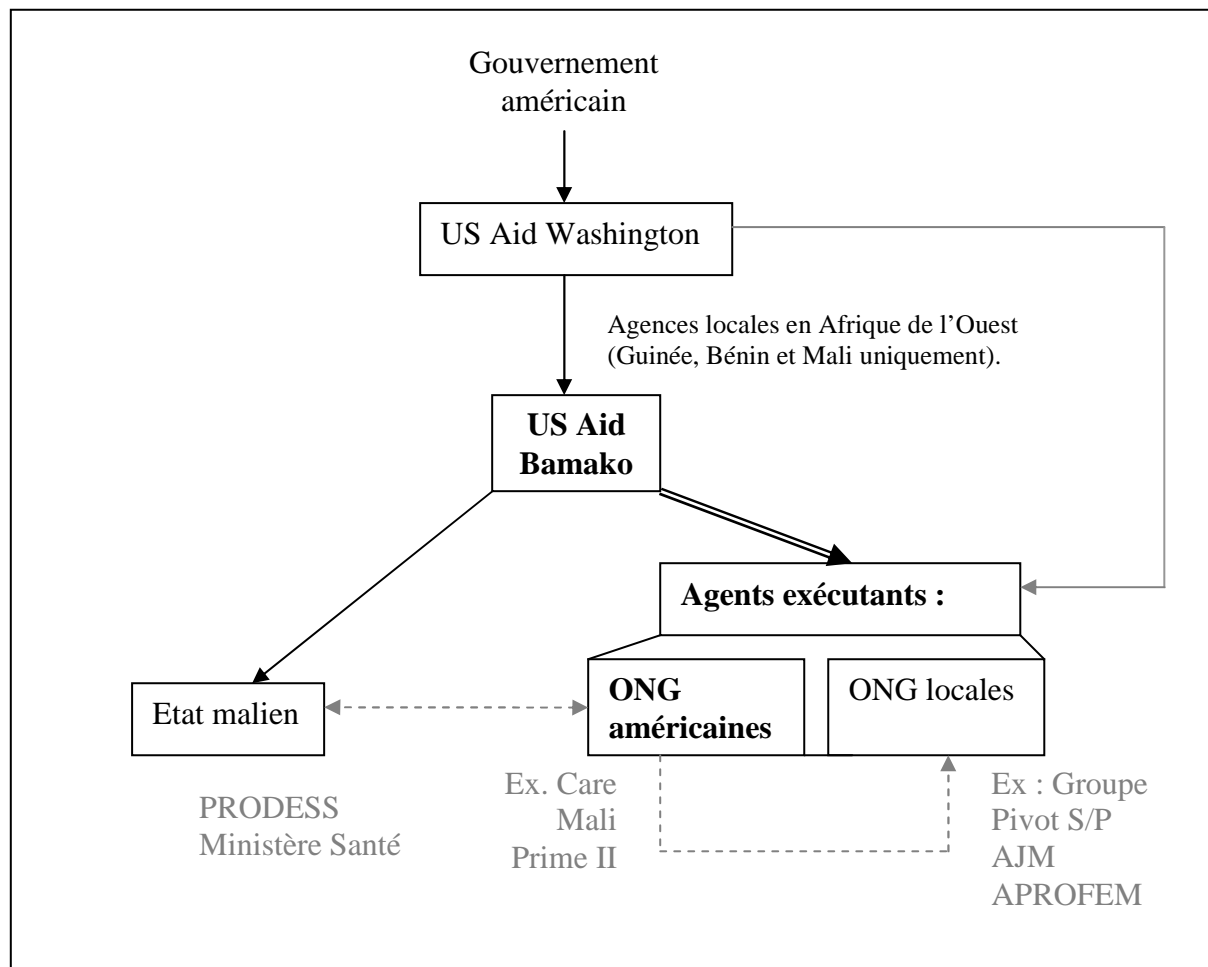 Gouvernement
américain
US Aid Washington
Agences locales en Afrique de l’Ouest
(Guinée, Bénin et Mali uniquement).
US Aid
Bamako
Agents exécutants :
Etat malien
ONG
américaines
ONG locales
PRODESS
Ministère Santé
Ex. Care
Mali
Prime II
Ex : Groupe
Pivot S/P
AJM
APROFEM